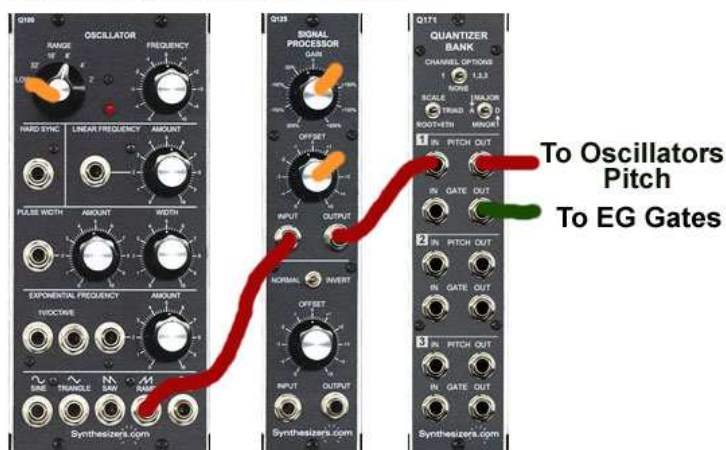 Q106
OSCILLATOR
RANGE
FREQUENCY
32' 16' 8' 4' 2'
LOW
HARD SYNC
LINEAR FREQUENCY
AMOUNT
PULSE WIDTH
AMOUNT
WIDTH
EXPONENTIAL FREQUENCY
AMOUNT
1V/OCTAVE
SINE TRIANGLE SAW RAMP
Synthesizers.com
Q125
SIGNAL
PROCESSOR
GAIN
OFFSET
INPUT OUTPUT
NORMAL INVERT
OFFSET
INPUT OUTPUT
Synthesizers.com
Q171
QUANTIZER
BANK
CHANNEL OPTIONS
1 1,2,3
NONE
SCALE
TRIAD
ROOT+5TH
MAJOR
A D
MINOR
1 IN PITCH OUT
IN GATE OUT
2 IN PITCH OUT
IN GATE OUT
3 IN PITCH OUT
IN GATE OUT
Synthesizers.com
To Oscillators
Pitch
To EG Gates